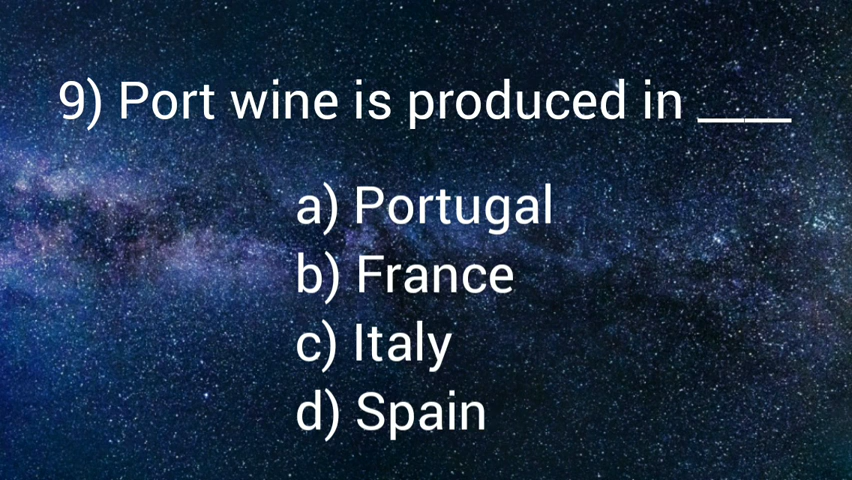 9) Port wine is produced in ____
a) Portugal
b) France
c) Italy
d) Spain